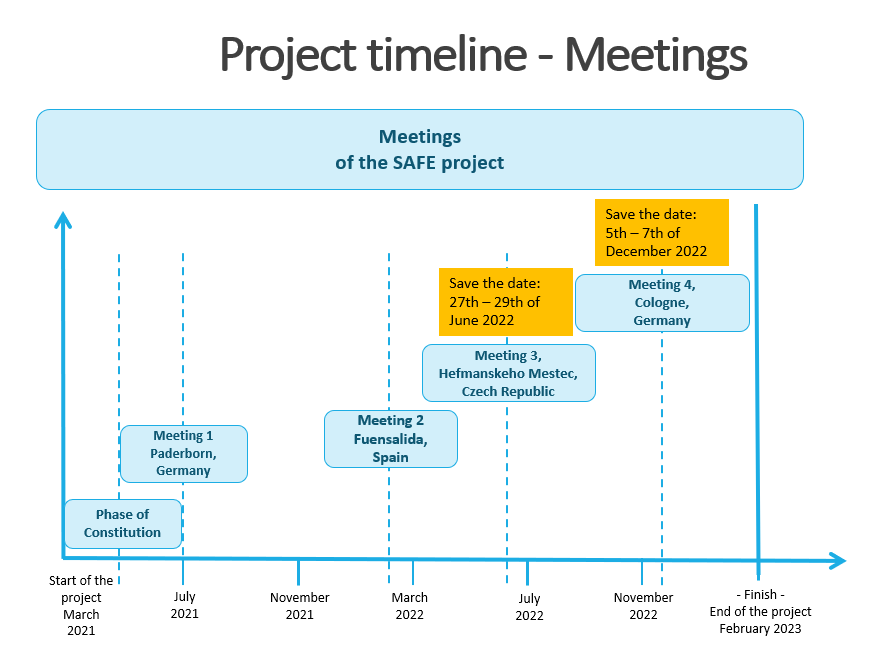 Project timeline - Meetings
Meetings
of the SAFE project
Save the date:
5th – 7th of
December 2022
Save the date:
27th – 29th of
June 2022
Meeting 4,
Cologne,
Germany
Meeting 3,
Hefmanskeho Mestec,
Czech Republic
Meeting 2
Fuensalida,
Spain
Meeting 1
Paderborn,
Germany
Phase of
Constitution
Start of the
project
March
2021
July
2021
November
2021
March
2022
July
2022
November
2022
- Finish -
End of the project
February 2023